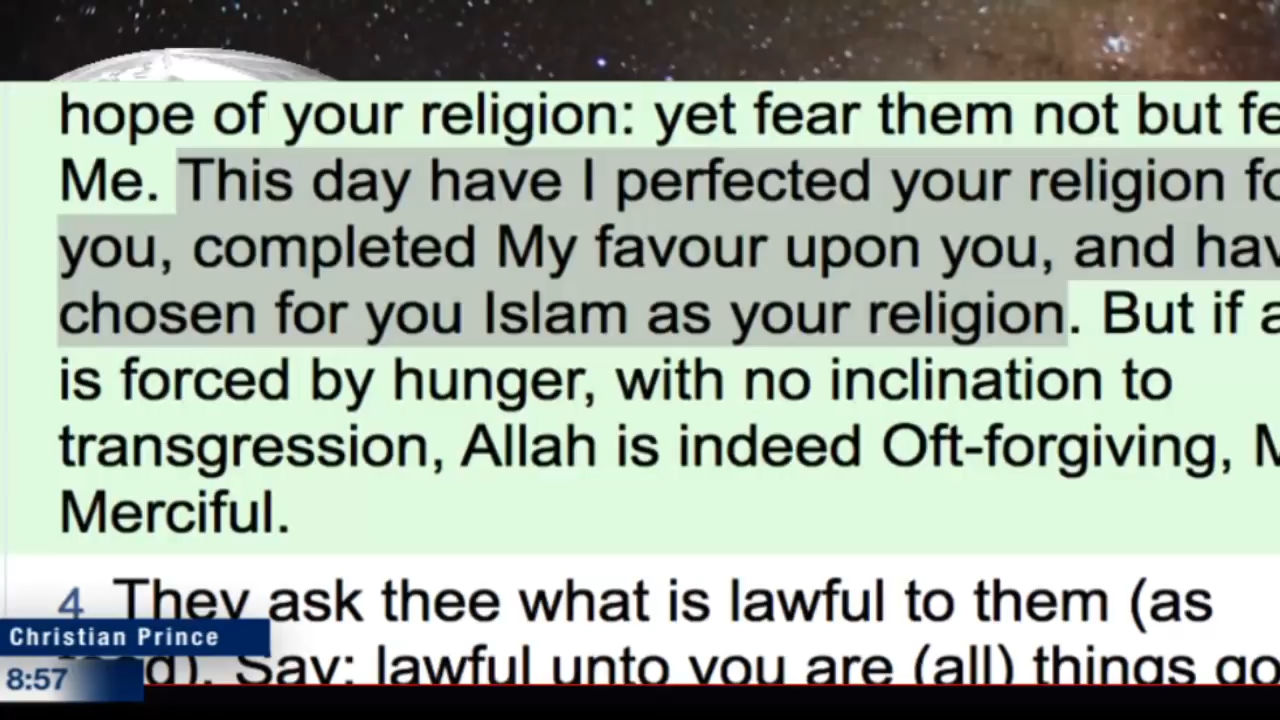 hope of your religion: yet fear them not but fe
Me. This day have I perfected your religion fo
you, completed My favour upon you, and hav
chosen for you Islam as your religion. But if a
is forced by hunger, with no inclination to
transgression, Allah is indeed Oft-forgiving, M
Merciful.
4 They ask thee what is lawful to them (as
food). Say: lawful unto you are (all) things go
Christian Prince
8:57